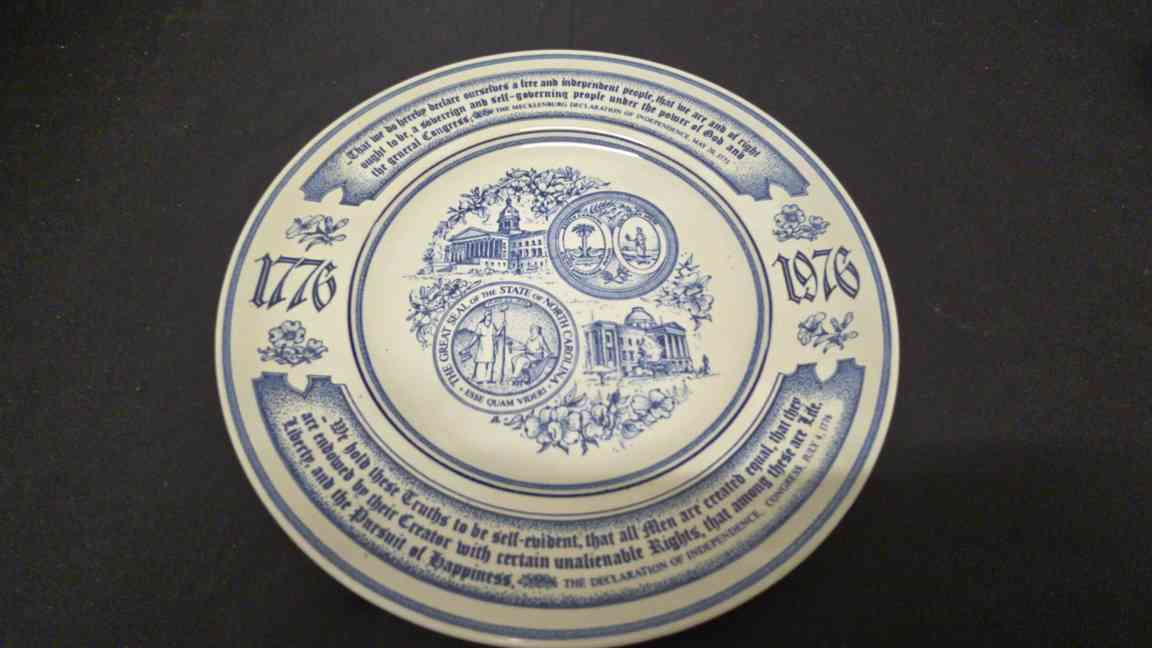 That we do hereby declare ourselves a free and independent people, that we are and of right
ought to be, a sovereign and self-governing people under the power of God and
the general Congress, THE MECKLENBURG DECLARATION OF INDEPENDENCE, MAY 20, 1775
1776
1976
THE GREAT SEAL OF THE STATE OF NORTH CAROLINA
ESSE QUAM VIDERI
We hold these Truths to be self-evident, that all Men are created equal, that they
are endowed by their Creator with certain unalienable Rights, that among these are Life,
Liberty, and the Pursuit of Happiness, THE DECLARATION OF INDEPENDENCE, CONGRESS, JULY 4, 1776